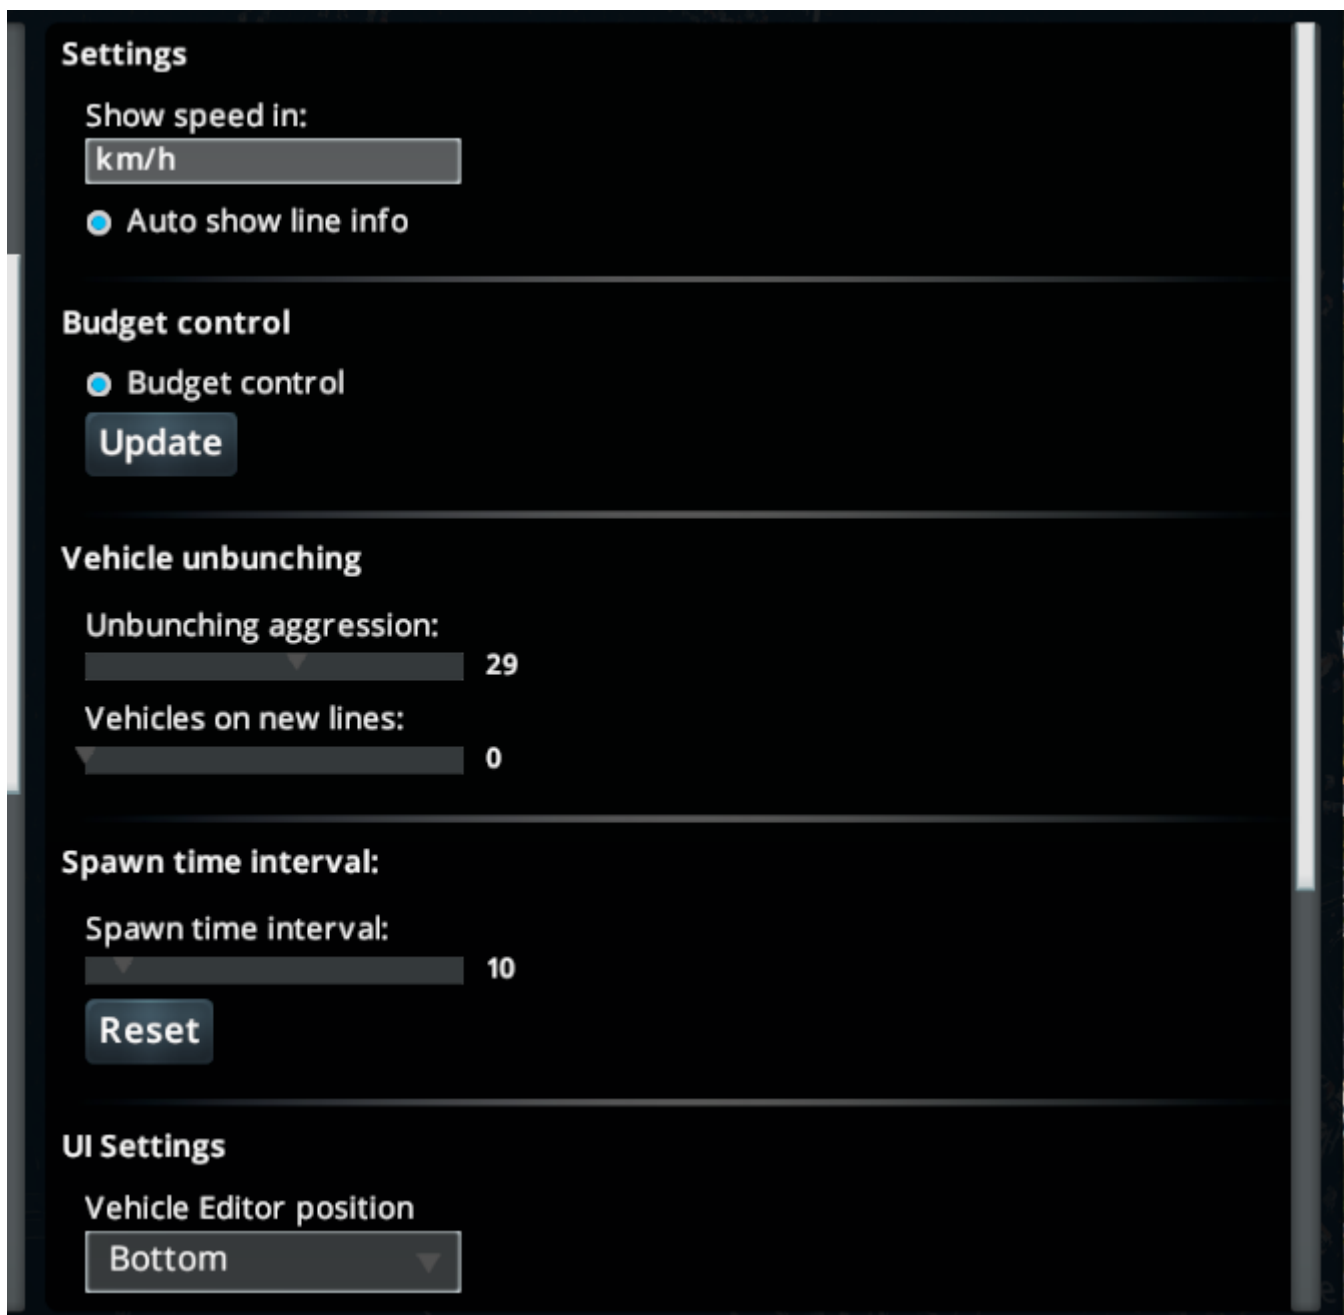 Settings
Show speed in:
km/h
Auto show line info
Budget control
Budget control
Update
Vehicle unbunching
Unbunching aggression:
29
Vehicles on new lines:
0
Spawn time interval:
Spawn time interval:
10
Reset
UI Settings
Vehicle Editor position
Bottom